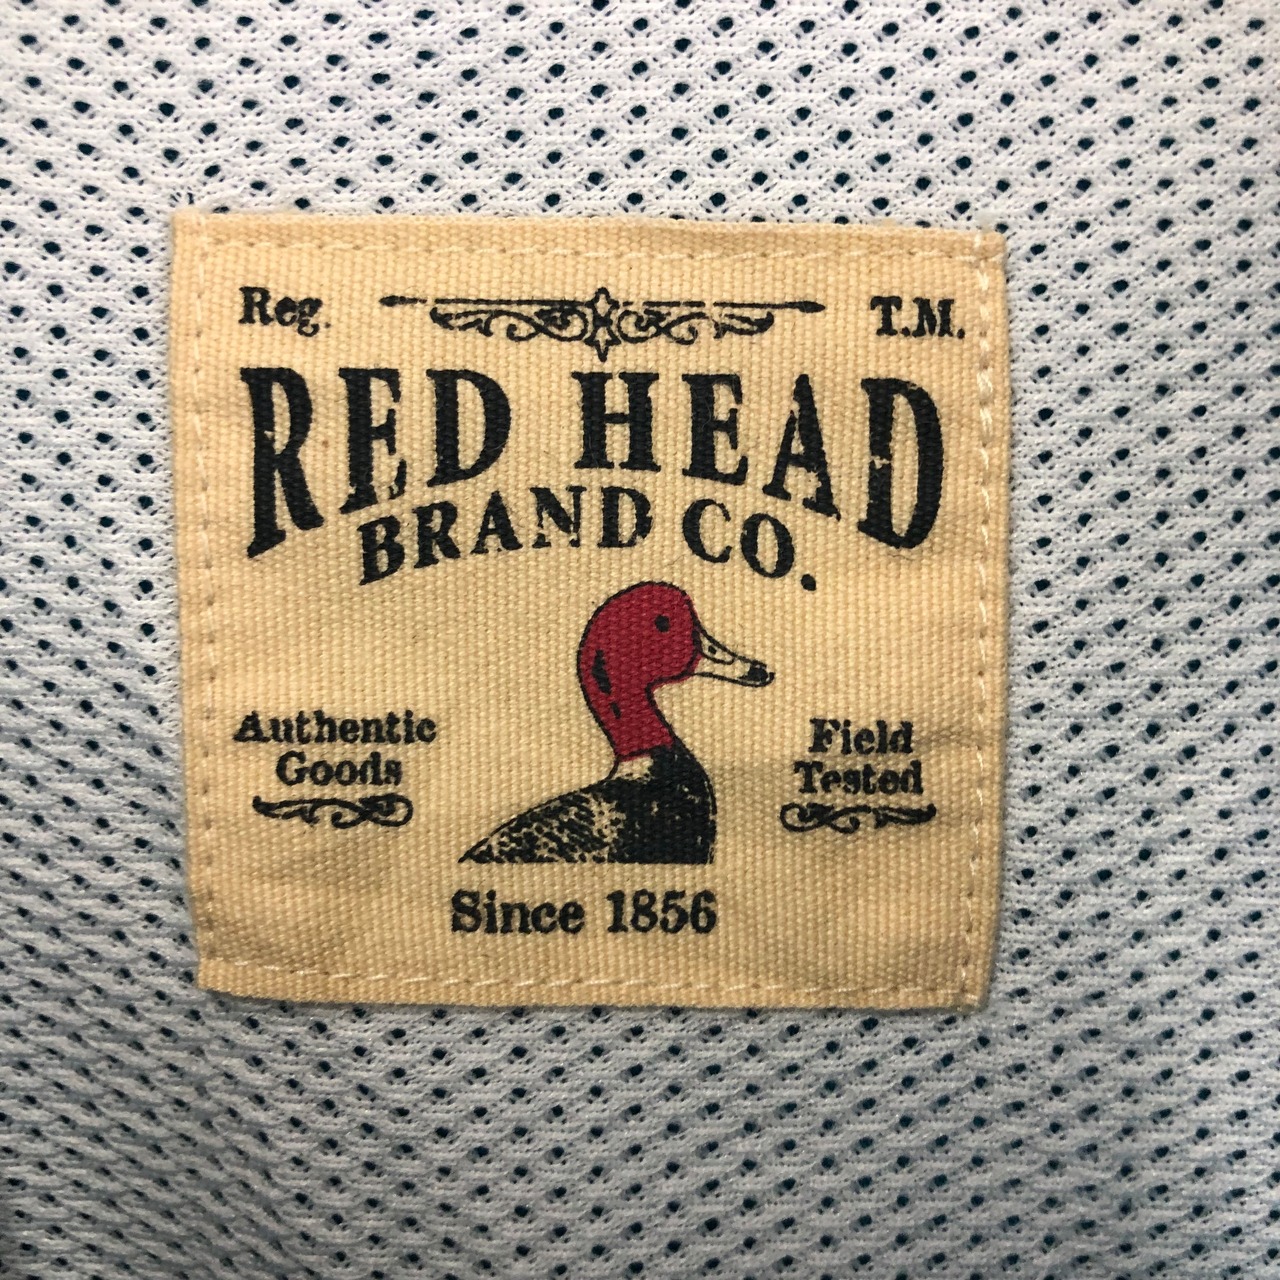 Reg. T.M.
RED HEAD
BRAND CO.
Authentic
Goods
Field
Tested
Since 1856